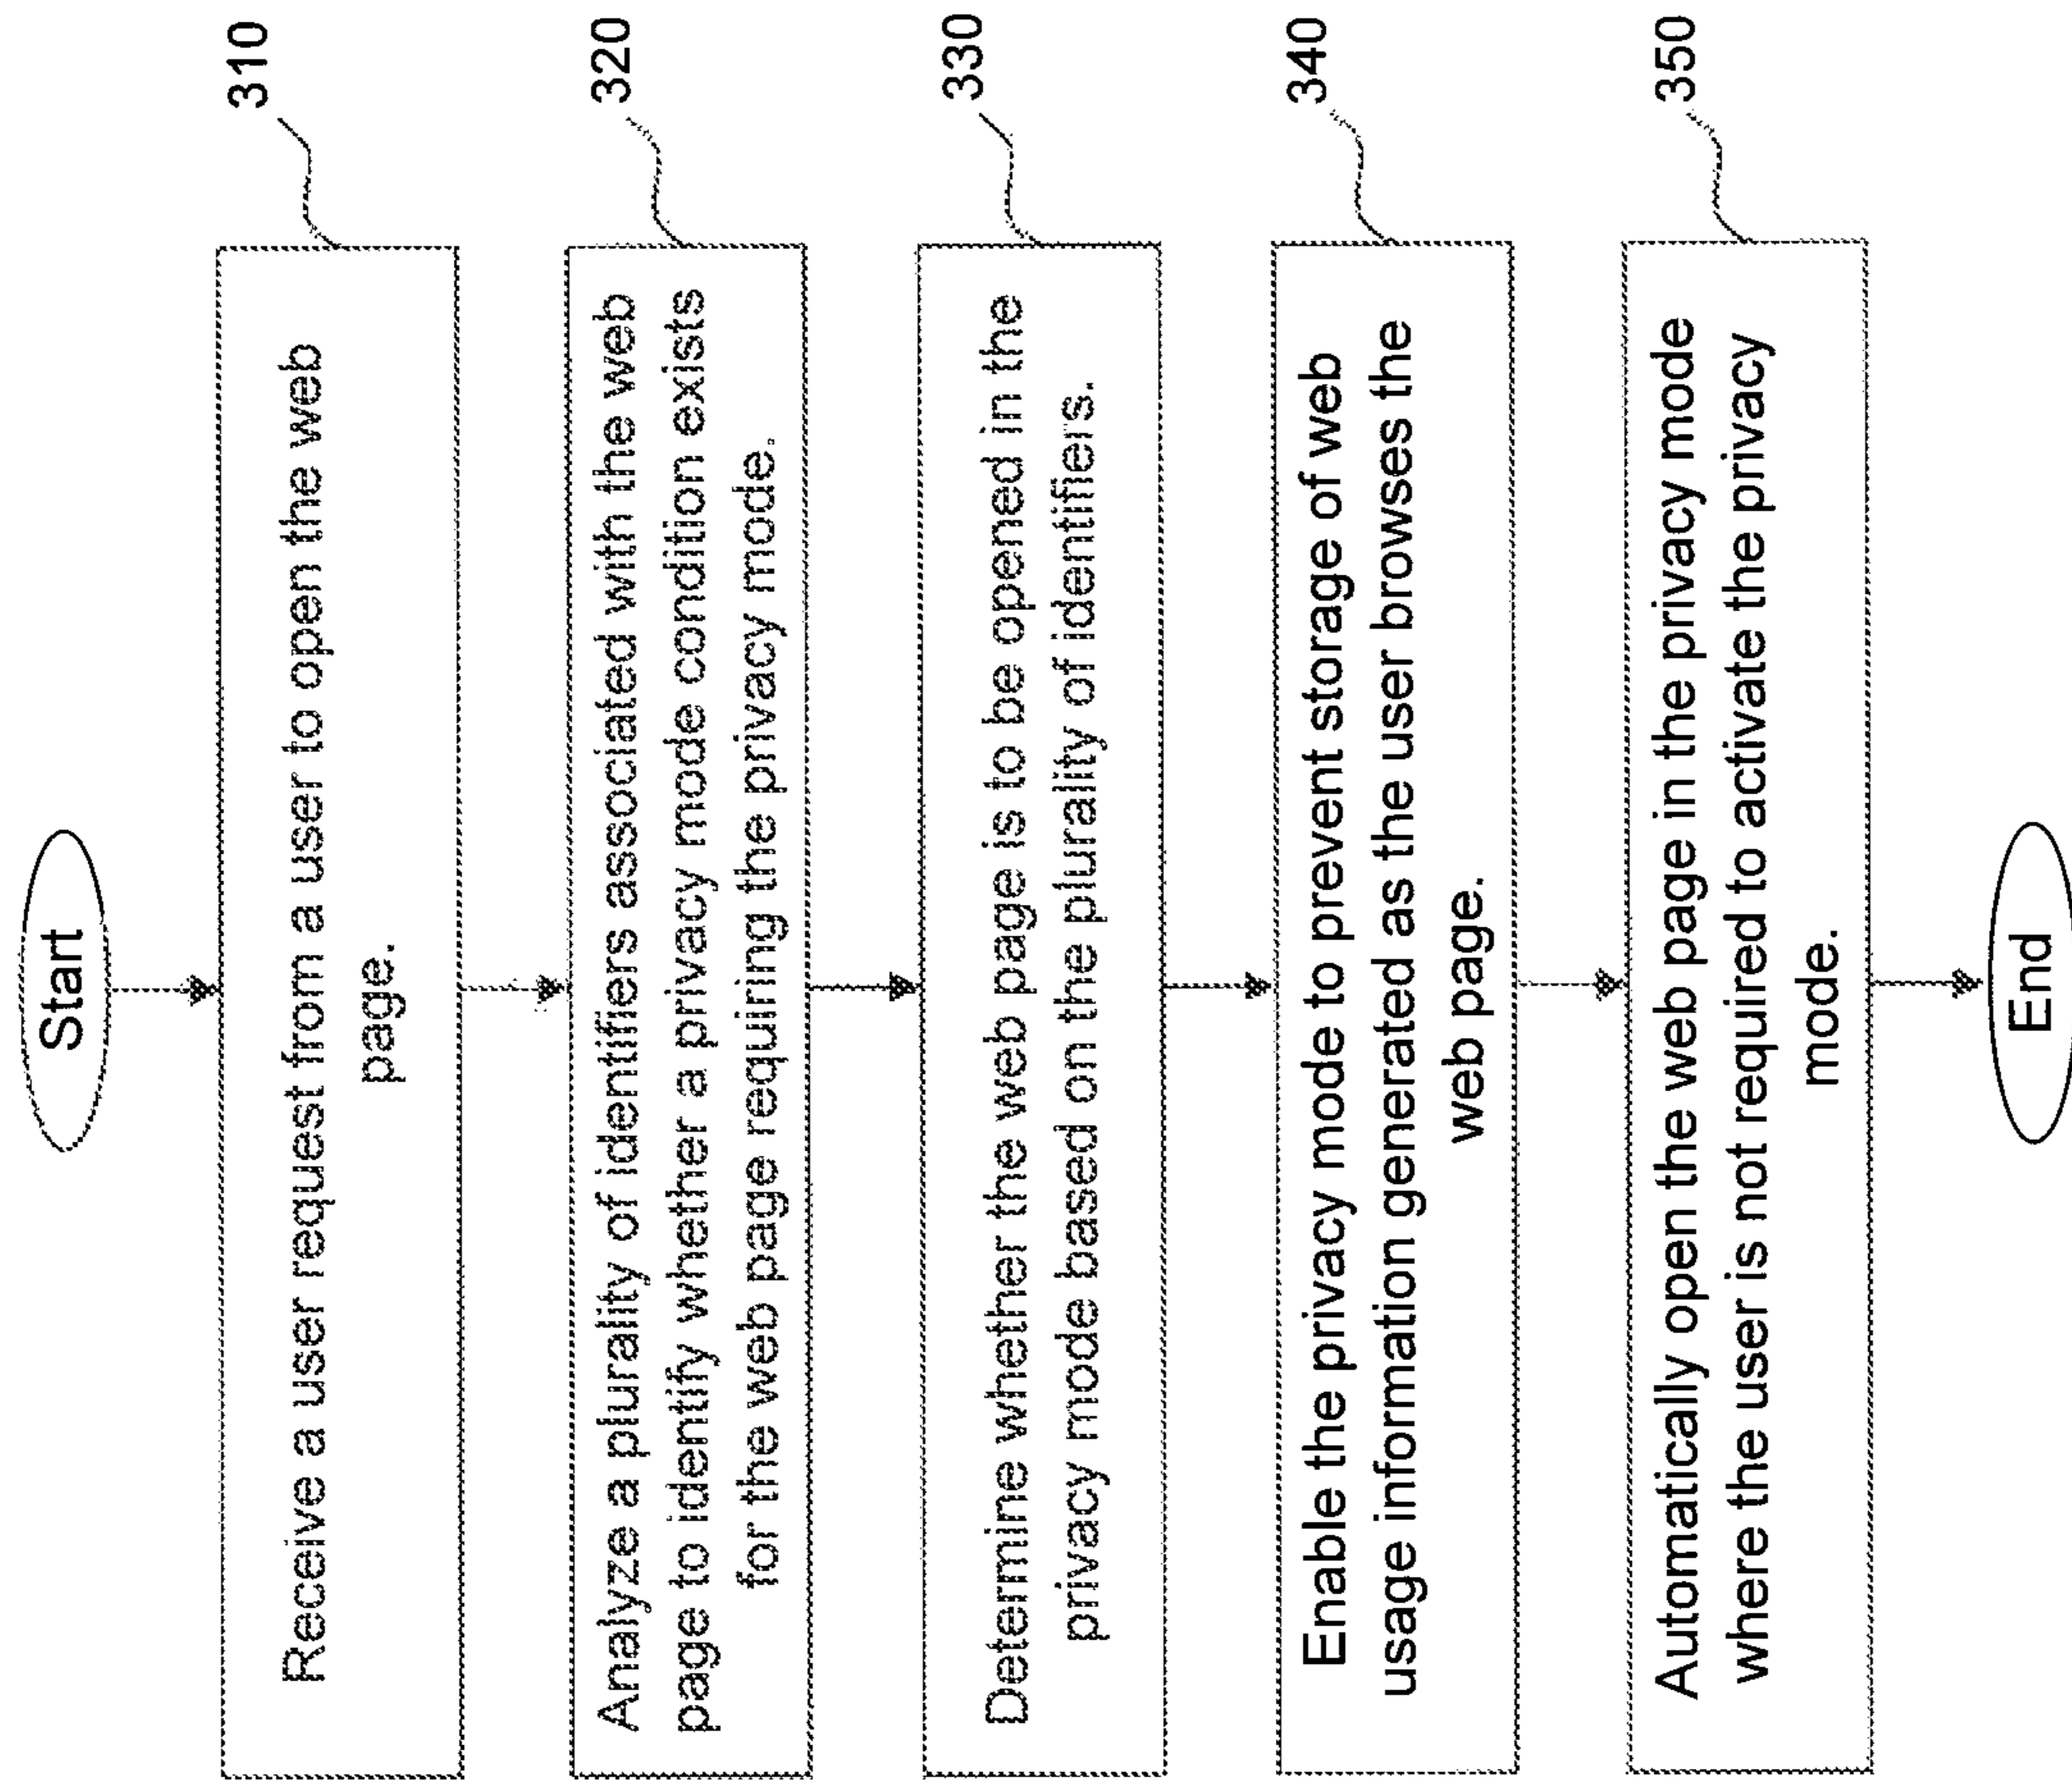 Start
310
Receive a user request from a user to open the web
page.
320
Analyze a plurality of identifiers associated with the web
page to identify whether a privacy mode condition exists
for the web page requiring the privacy mode.
330
Determine whether the web page is to be opened in the
privacy mode based on the plurality of identifiers.
340
Enable the privacy mode to prevent storage of web
usage information generated as the user browses the
web page.
350
Automatically open the web page in the privacy mode
where the user is not required to activate the privacy
mode.
End